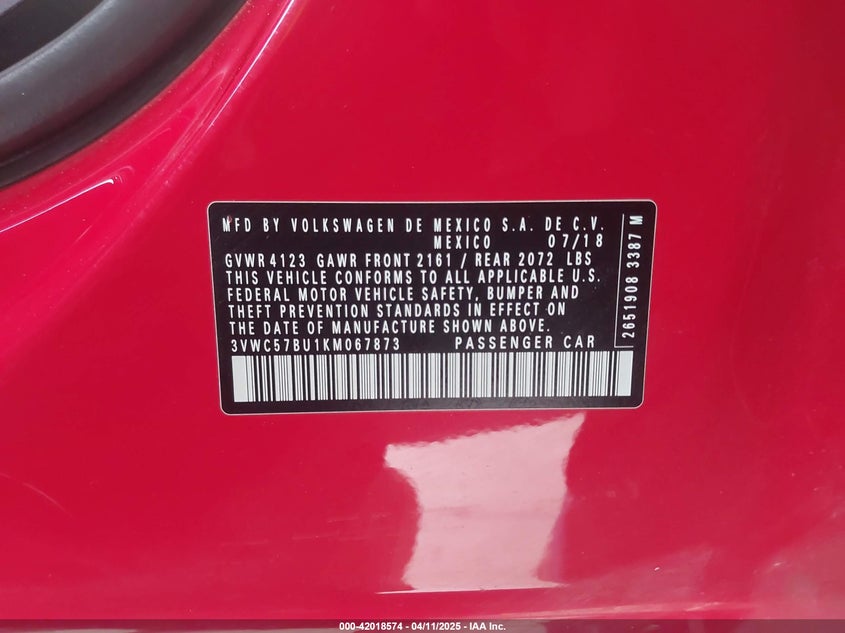 MFD BY VOLKSWAGEN DE MEXICO S.A. DE C.V.
MEXICO 07/18
GVWR 4123 GAWR FRONT 2161 / REAR 2072 LBS
THIS VEHICLE CONFORMS TO ALL APPLICABLE U.S.
FEDERAL MOTOR VEHICLE SAFETY, BUMPER AND
THEFT PREVENTION STANDARDS IN EFFECT ON
THE DATE OF MANUFACTURE SHOWN ABOVE.
3VWC57BU1KM067873 PASSENGER CAR
2651908 3387 M
000-42018574 - 04/11/2025 - IAA Inc.